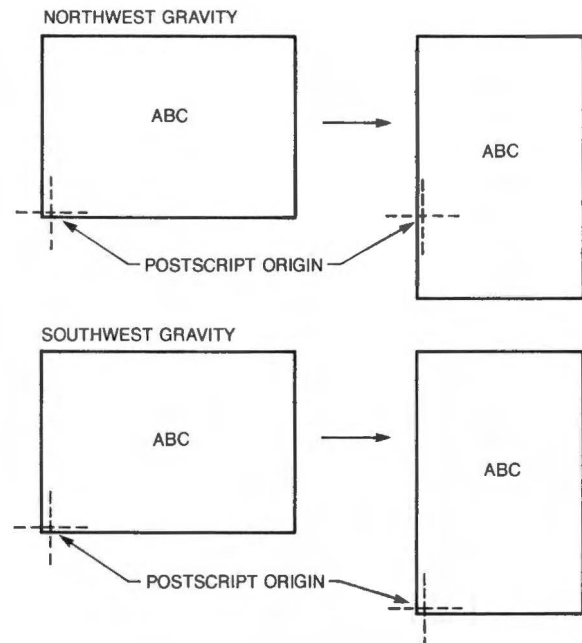 NORTHWEST GRAVITY
ABC
ABC
POSTSCRIPT ORIGIN
SOUTHWEST GRAVITY
ABC
ABC
POSTSCRIPT ORIGIN